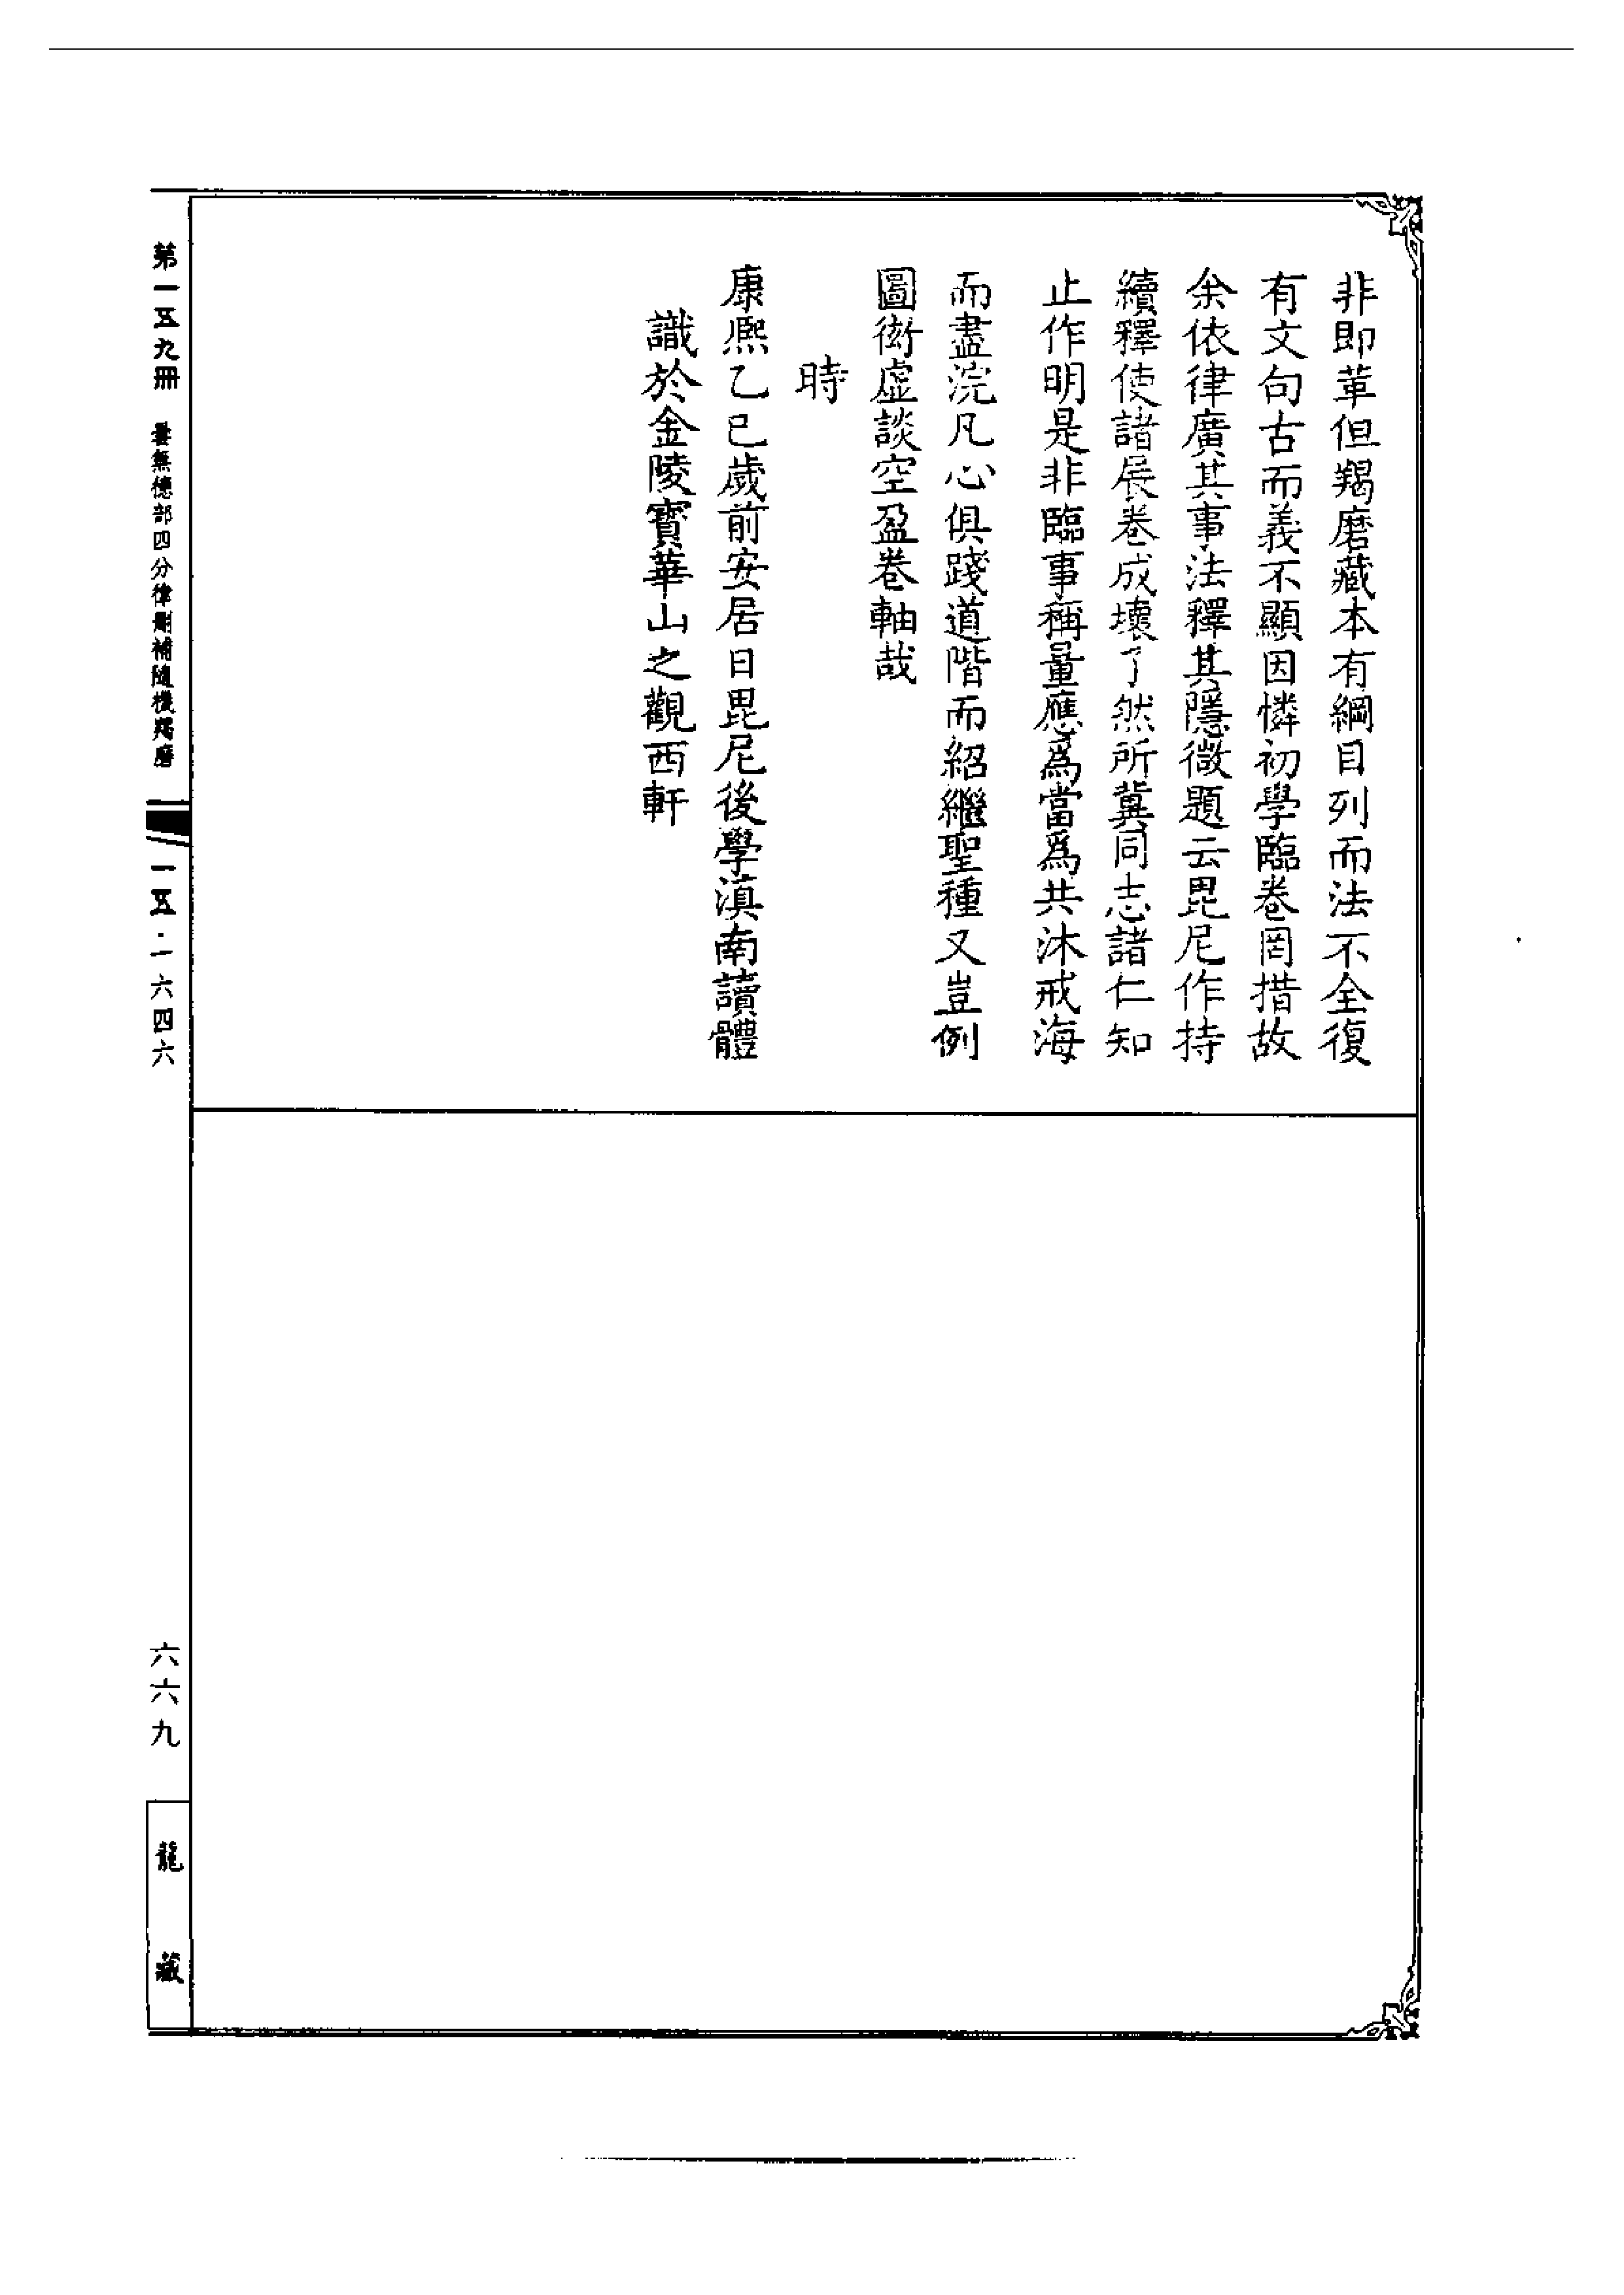 非即革但羯磨藏本有綱目列而法不全復
有文句古而義不顯因憐初學臨卷罔措故
余依律廣其事法釋其隱微題云毘尼作持
續釋使諸展卷成壞了然所冀同志諸仁知
止作明是非臨事稱量應爲當爲共沐戒海
而盡浣凡心俱踐道階而紹繼聖種又豈例
圖衒虛談空盈卷軸哉
時
康熙乙巳歲前安居日毘尼後學滇南讀體
識於金陵寶華山之觀西軒
第一五九冊 曇無德部四分律刪補隨機羯磨 一五·一六四六
六六九
龍藏